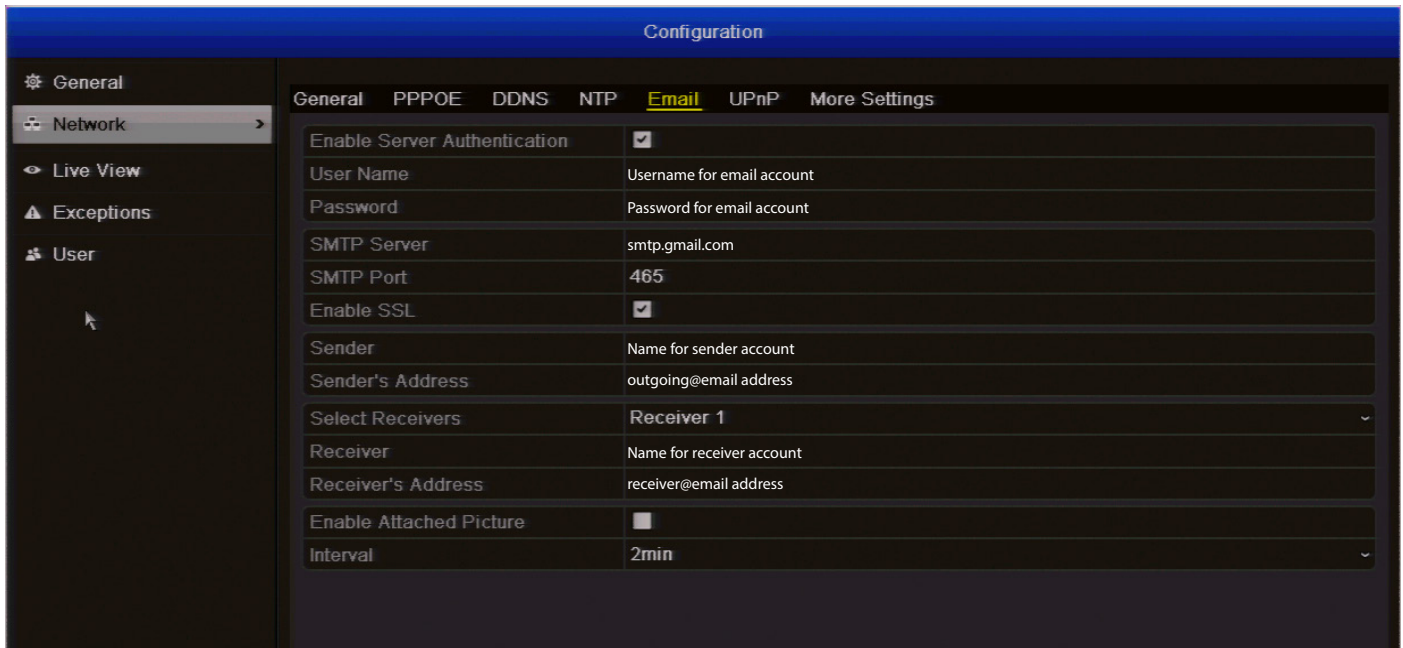 Configuration
General
Network
Live View
Exceptions
User
General PPPOE DDNS NTP Email UPnP More Settings
Enable Server Authentication
User Name Username for email account
Password Password for email account
SMTP Server smtp.gmail.com
SMTP Port 465
Enable SSL
Sender Name for sender account
Sender's Address outgoing@email address
Select Receivers Receiver 1
Receiver Name for receiver account
Receiver's Address receiver@email address
Enable Attached Picture
Interval 2min